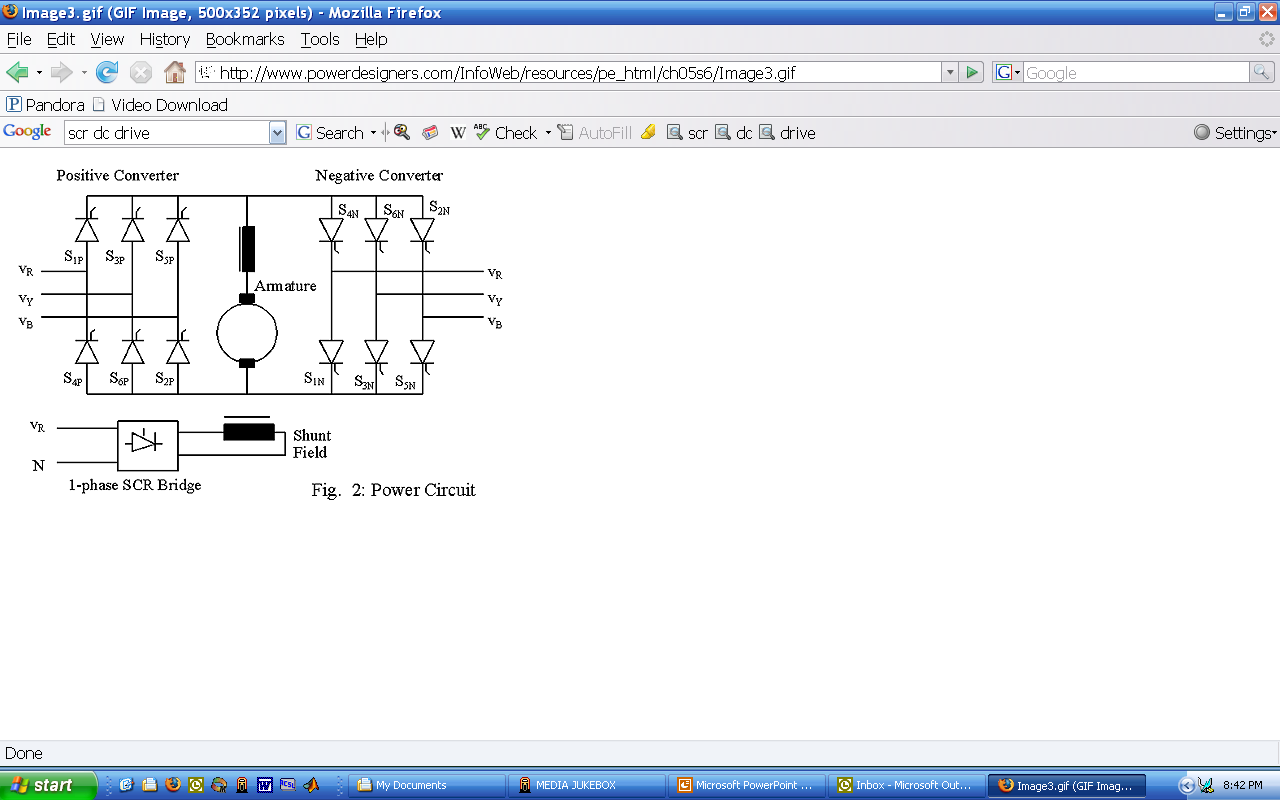 Image3.gif (GIF Image, 500x352 pixels) - Mozilla Firefox
File Edit View History Bookmarks Tools Help
http://www.powerdesigners.com/InfoWeb/resources/pe_html/ch05s6/Image3.gif G Google
P Pandora Video Download
Google scr dc drive G Search W ABC Check AutoFill scr dc drive Settings
Positive Converter Negative Converter
S4N S6N S2N
S1P S3P S5P
vR vR
Armature
vY vY
vB vB
S4P S6P S2P S1N S3N S5N
vR
Shunt
Field
N
1-phase SCR Bridge
Fig. 2: Power Circuit
Done
start My Documents MEDIA JUKEBOX Microsoft PowerPoint ... Inbox - Microsoft Out... Image3.gif (GIF Imag... 8:42 PM